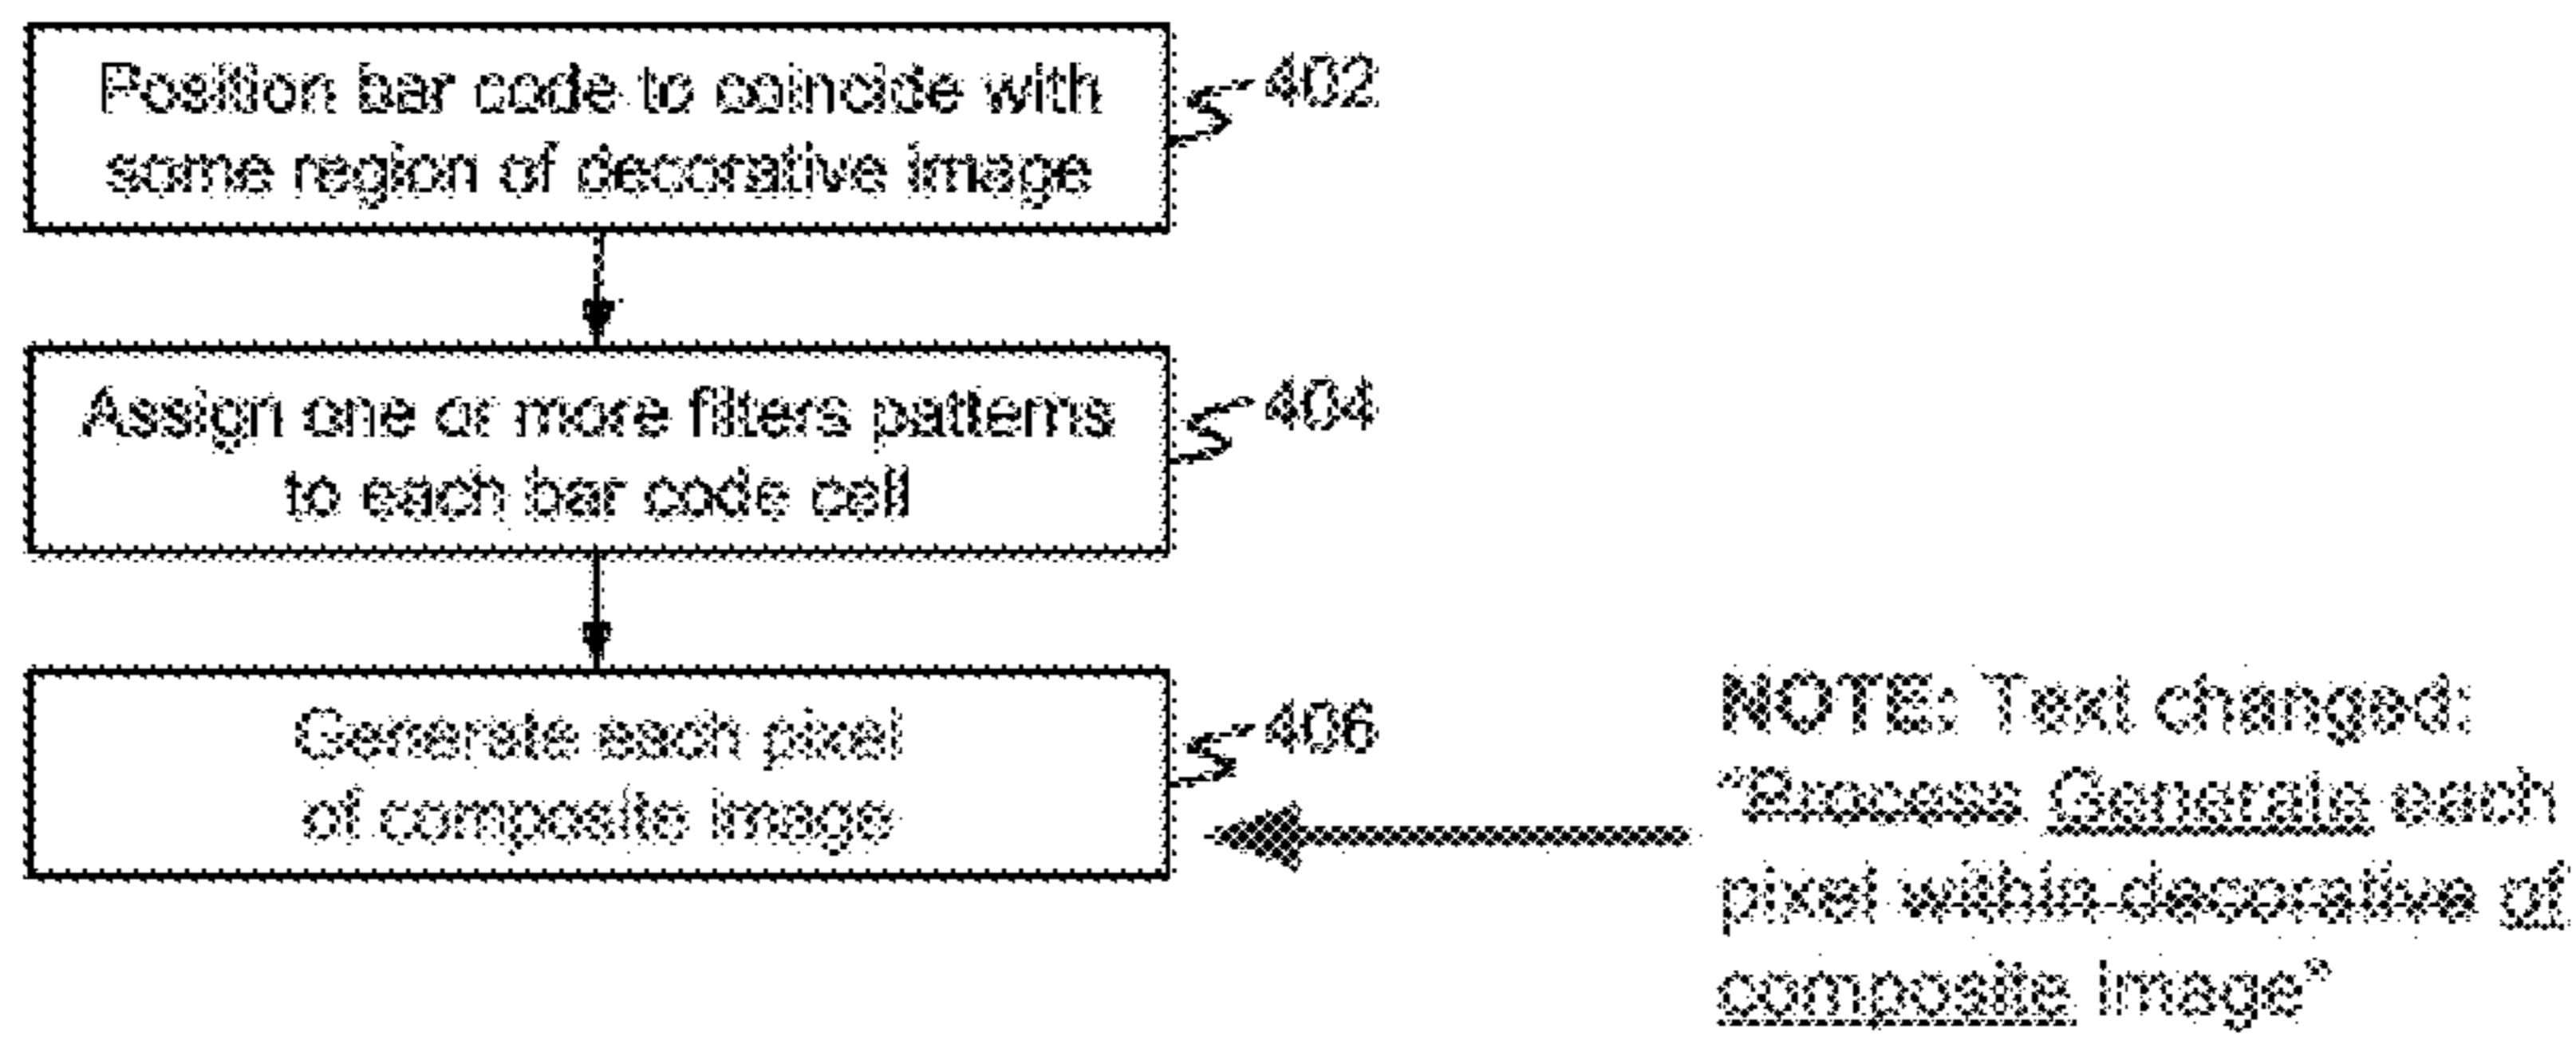 Position bar code to coincide with
some region of decorative image
402
Assign one or more filters patterns
to each bar code cell
404
Generate each pixel
of composite image
406
NOTE: Text changed:
"Process Generate each
pixel within decorative of
composite image"